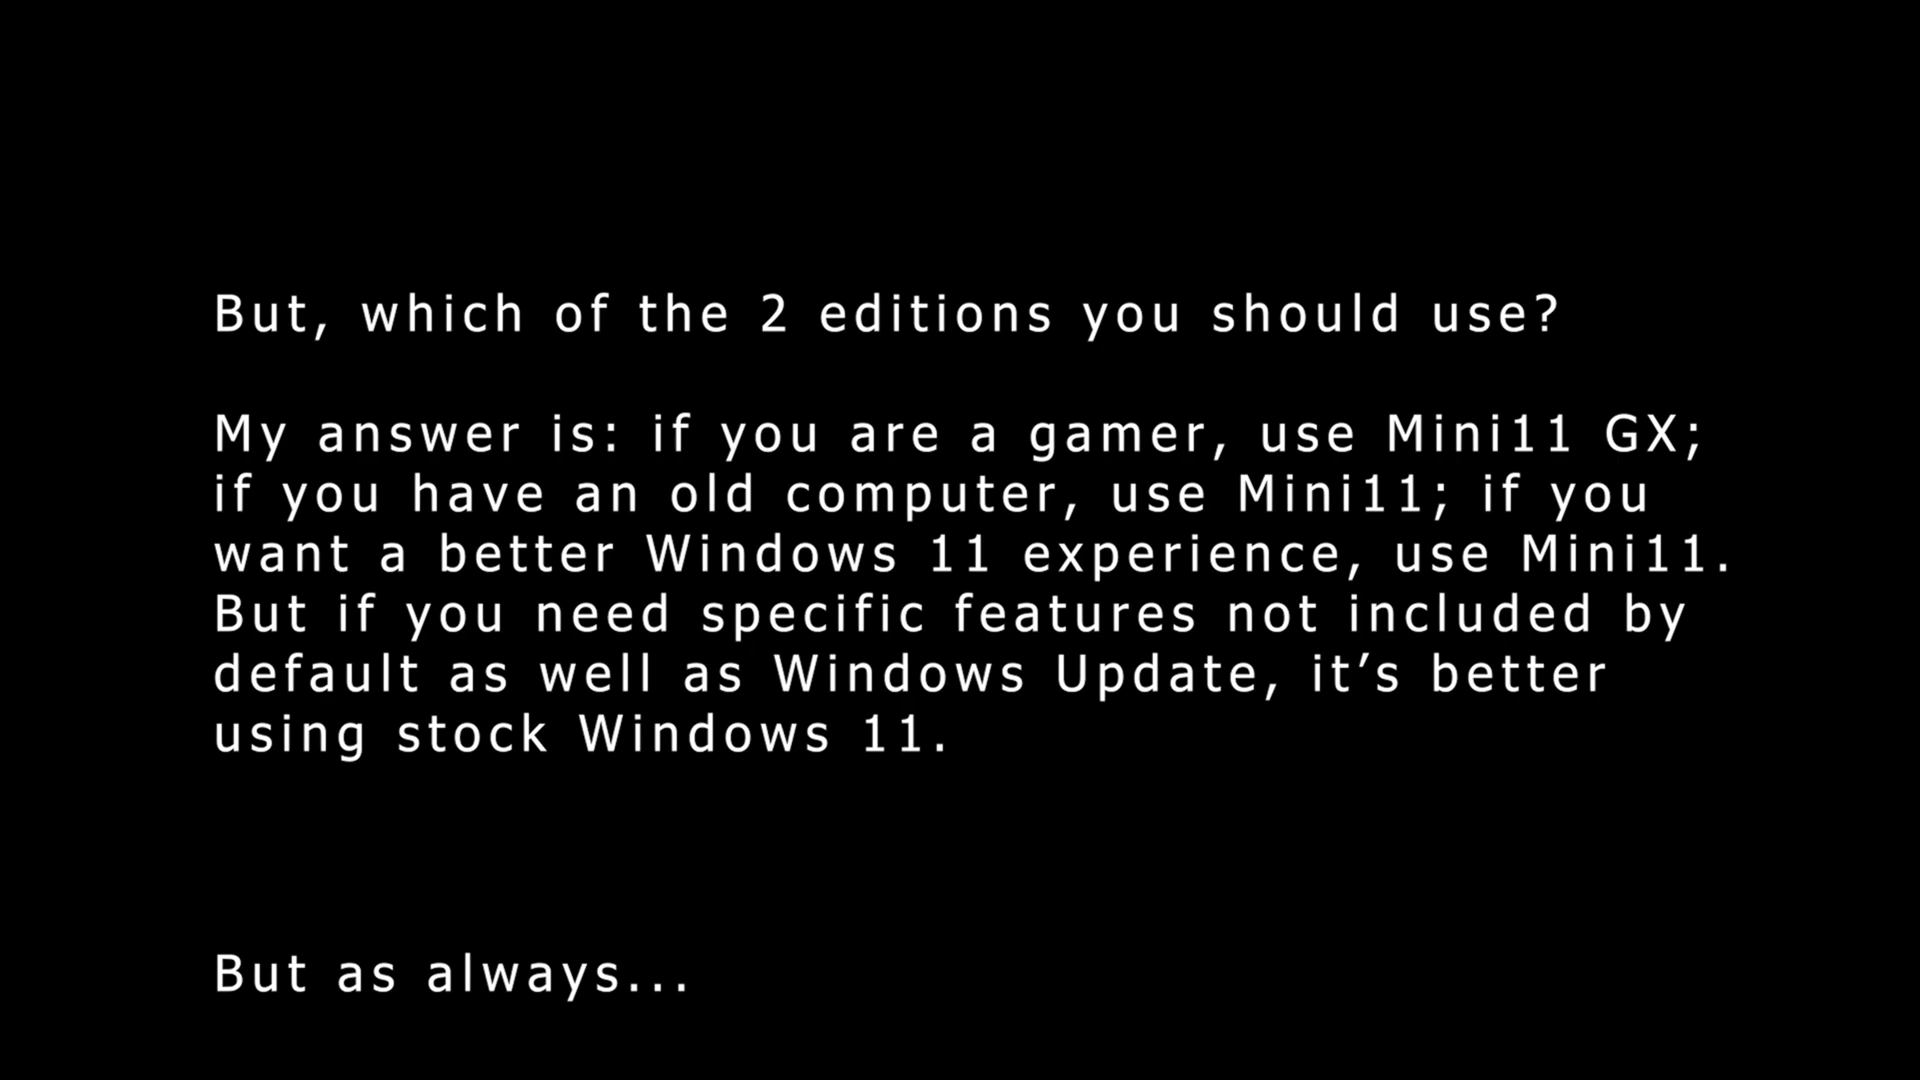 But, which of the 2 editions you should use?
My answer is: if you are a gamer, use Mini11 GX;
if you have an old computer, use Mini11; if you
want a better Windows 11 experience, use Mini11.
But if you need specific features not included by
default as well as Windows Update, it’s better
using stock Windows 11.
But as always...